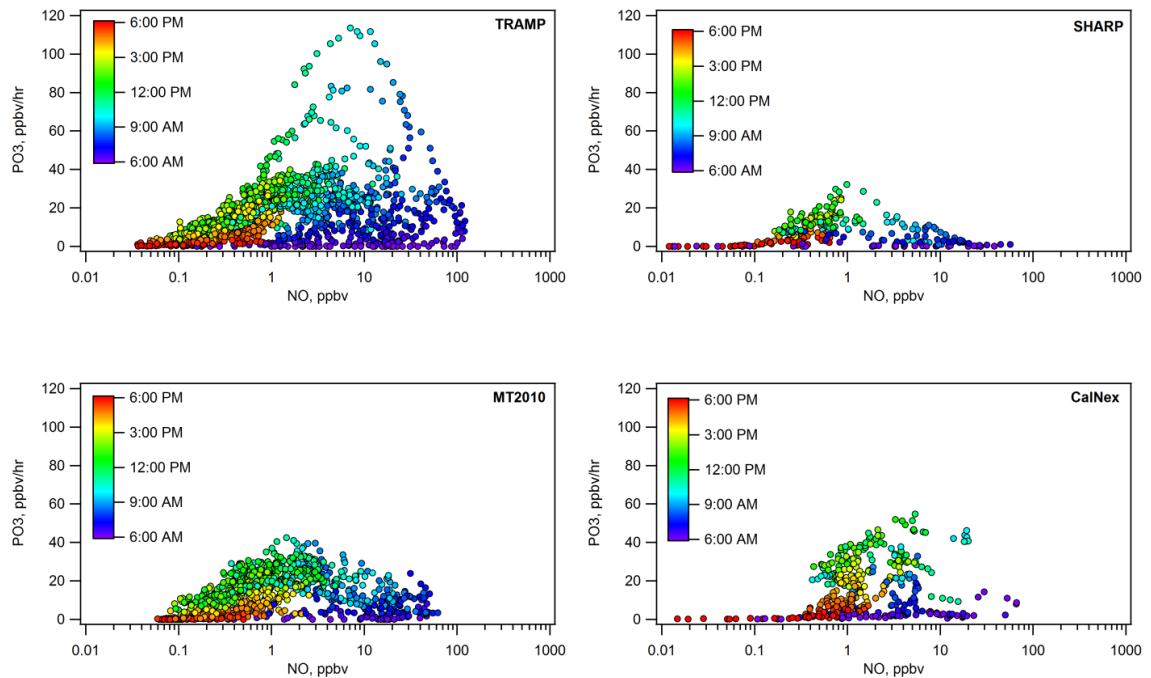 TRAMP
120
100
80
60
40
20
0
PO3, ppbv/hr
6:00 PM
3:00 PM
12:00 PM
9:00 AM
6:00 AM
0.01 0.1 1 10 100 1000
NO, ppbv
SHARP
120
100
80
60
40
20
0
PO3, ppbv/hr
6:00 PM
3:00 PM
12:00 PM
9:00 AM
6:00 AM
0.01 0.1 1 10 100 1000
NO, ppbv
MT2010
120
100
80
60
40
20
0
PO3, ppbv/hr
6:00 PM
3:00 PM
12:00 PM
9:00 AM
6:00 AM
0.01 0.1 1 10 100 1000
NO, ppbv
CalNex
120
100
80
60
40
20
0
PO3, ppbv/hr
6:00 PM
3:00 PM
12:00 PM
9:00 AM
6:00 AM
0.01 0.1 1 10 100 1000
NO, ppbv